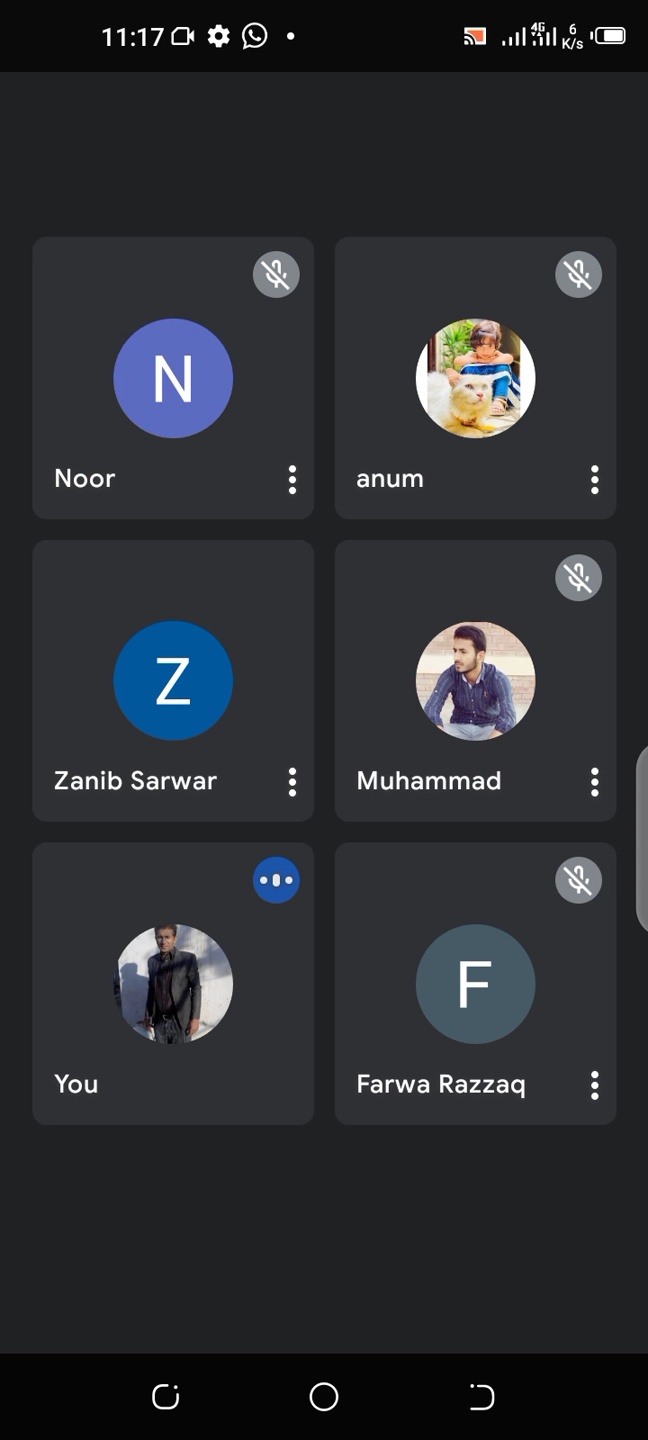 11:17 4G 6 K/s
N
Noor
anum
Z
Zanib Sarwar
Muhammad
You
F
Farwa Razzaq